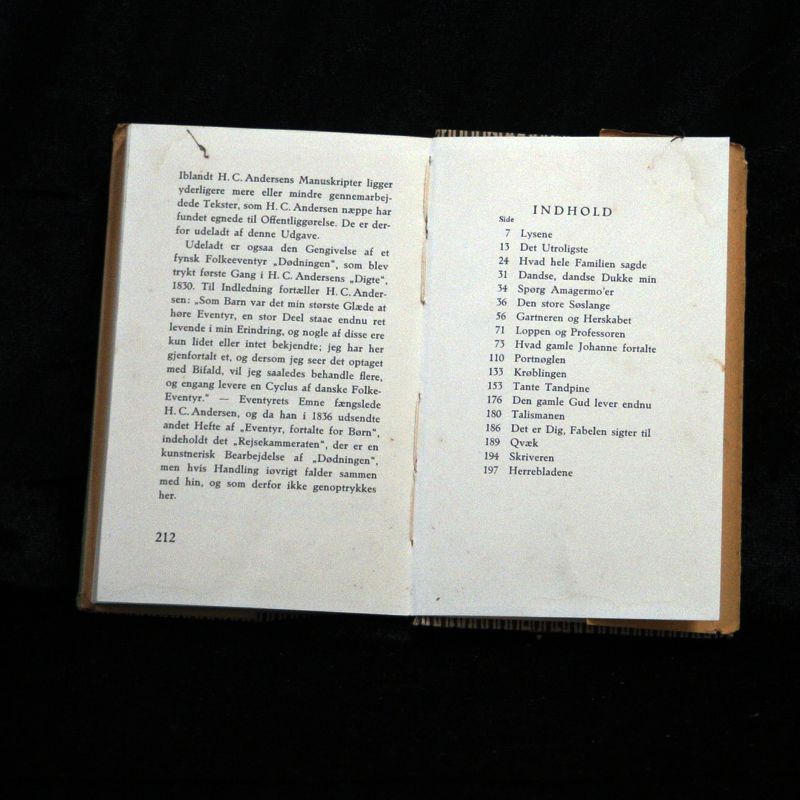 Iblandt H. C. Andersens Manuskripter ligger
yderligere mere eller mindre gennemarbej-
dede Tekster, som H. C. Andersen næppe har
fundet egnede til Offentliggørelse. De er der-
for udeladt af denne Udgave.
Udeladt er ogsaa den Gengivelse af et
fynsk Folkeeventyr „Dødningen“, som blev
trykt første Gang i H. C. Andersens „Digte“,
1830. Til Indledning fortæller H. C. Ander-
sen: „Som Barn var det min største Glæde at
høre Eventyr, en stor Deel staae endnu ret
levende i min Erindring, og nogle af disse ere
kun lidet eller intet bekjendte; jeg har her
gjenfortalt et, og dersom jeg seer det optaget
med Bifald, vil jeg saaledes behandle flere,
og engang levere en Cyclus af danske Folke-
Eventyr.“ — Eventyrets Emne fængslede
H. C. Andersen, og da han i 1836 udsendte
andet Hefte af „Eventyr, fortalte for Børn“,
indeholdt det „Rejsekammeraten“, der er en
kunstnerisk Bearbejdelse af „Dødningen“,
men hvis Handling iøvrigt falder sammen
med hin, og som derfor ikke genoptrykkes
her.
212
INDHOLD
Side
7 Lysene
13 Det Utroligste
24 Hvad hele Familien sagde
31 Dandse, dandse Dukke min
34 Spørg Amagermo'er
36 Den store Søslange
56 Gartneren og Herskabet
71 Loppen og Professoren
73 Hvad gamle Johanne fortalte
110 Portnøglen
133 Krøblingen
153 Tante Tandpine
176 Den gamle Gud lever endnu
180 Talismanen
186 Det er Dig, Fabelen sigter til
189 Qvæk
194 Skriveren
197 Herrebladene